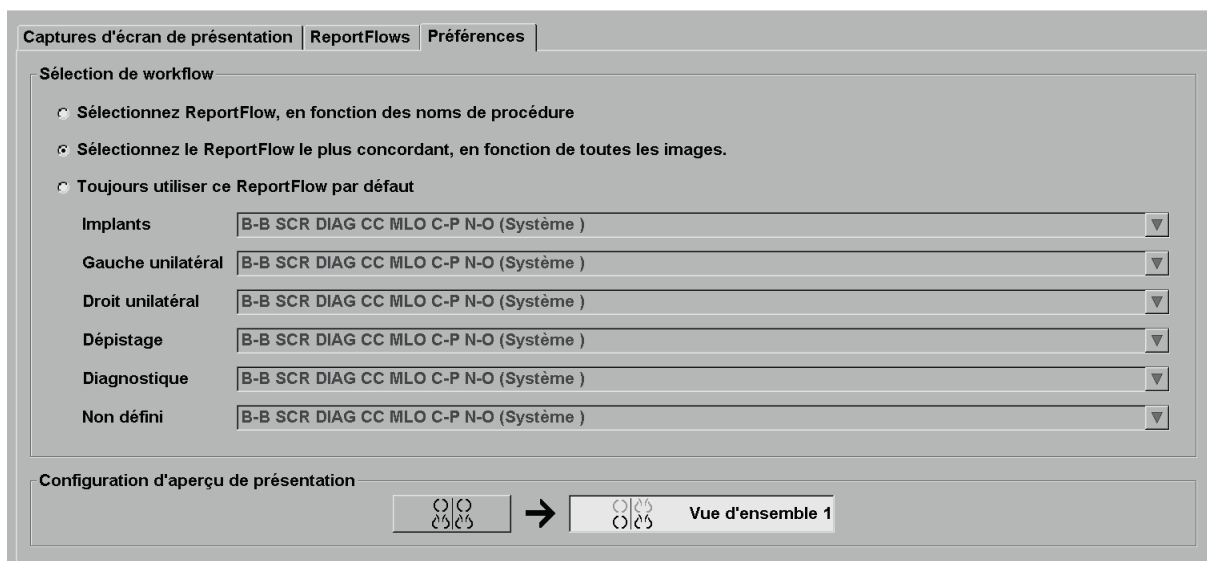 Captures d'écran de présentation ReportFlows Préférences
Sélection de workflow
Sélectionnez ReportFlow, en fonction des noms de procédure
Sélectionnez le ReportFlow le plus concordant, en fonction de toutes les images.
Toujours utiliser ce ReportFlow par défaut
Implants B-B SCR DIAG CC MLO C-P N-O (Système )
Gauche unilatéral B-B SCR DIAG CC MLO C-P N-O (Système )
Droit unilatéral B-B SCR DIAG CC MLO C-P N-O (Système )
Dépistage B-B SCR DIAG CC MLO C-P N-O (Système )
Diagnostique B-B SCR DIAG CC MLO C-P N-O (Système )
Non défini B-B SCR DIAG CC MLO C-P N-O (Système )
Configuration d'aperçu de présentation
Vue d'ensemble 1